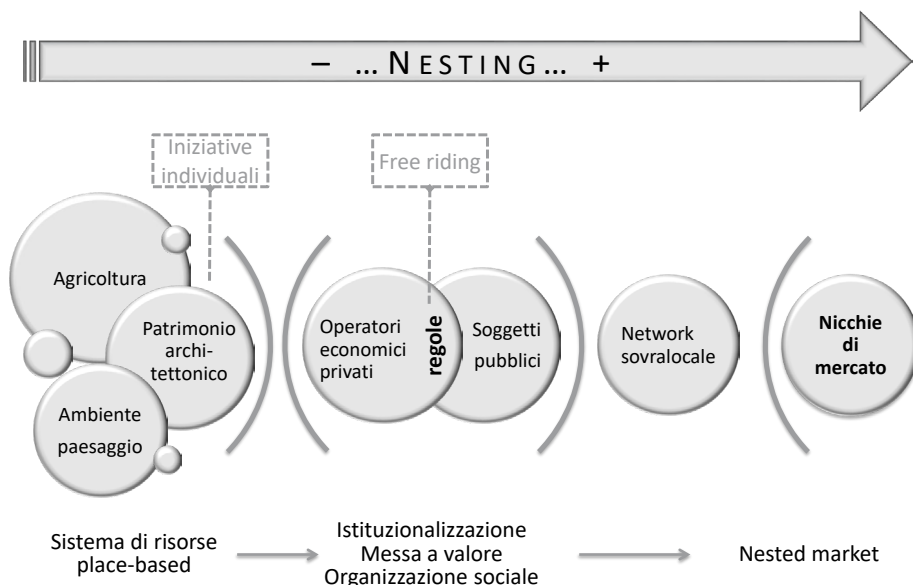 – ... NESTING... +
Iniziative
individuali
Free riding
Agricoltura
Patrimonio
archi-
tettonico
Ambiente
paesaggio
Operatori
economici
privati
regole
Soggetti
pubblici
Network
sovralocale
Nicchie
di
mercato
Sistema di risorse
place-based
Istituzionalizzazione
Messa a valore
Organizzazione sociale
Nested market